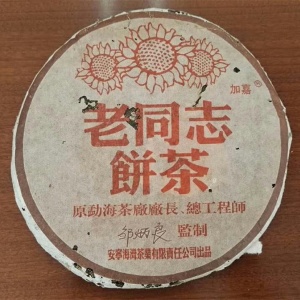 加嘉®
老同志
餅茶
原勐海茶廠廠長、總工程師
邹炳良 監制
安寧海灣茶業有限責任公司出品